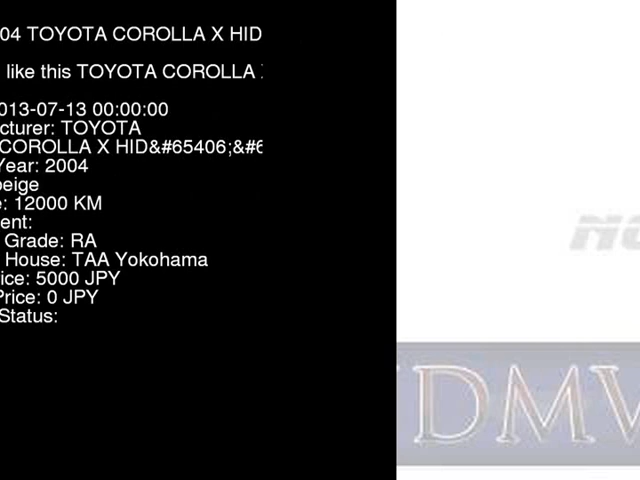 04 TOYOTA COROLLA X HID
like this TOYOTA COROLLA
013-07-13 00:00:00
cturer: TOYOTA
COROLLA X HID&#65406;&#6
Year: 2004
beige
e: 12000 KM
ent:
Grade: RA
House: TAA Yokohama
ice: 5000 JPY
Price: 0 JPY
Status:
NO
DMV